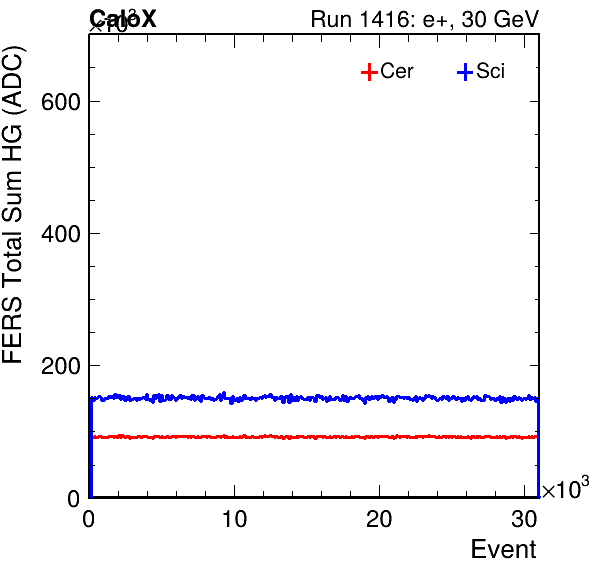 CaloX Run 1416: e+, 30 GeV
×10³
FERS Total Sum HG (ADC)
Cer Sci
600
400
200
0
0 10 20 30
×10³
Event